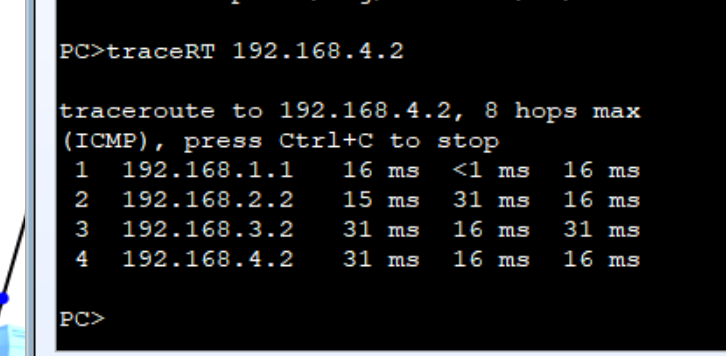 PC>traceRT 192.168.4.2
traceroute to 192.168.4.2, 8 hops max
(ICMP), press Ctrl+C to stop
1 192.168.1.1 16 ms <1 ms 16 ms
2 192.168.2.2 15 ms 31 ms 16 ms
3 192.168.3.2 31 ms 16 ms 31 ms
4 192.168.4.2 31 ms 16 ms 16 ms
PC>